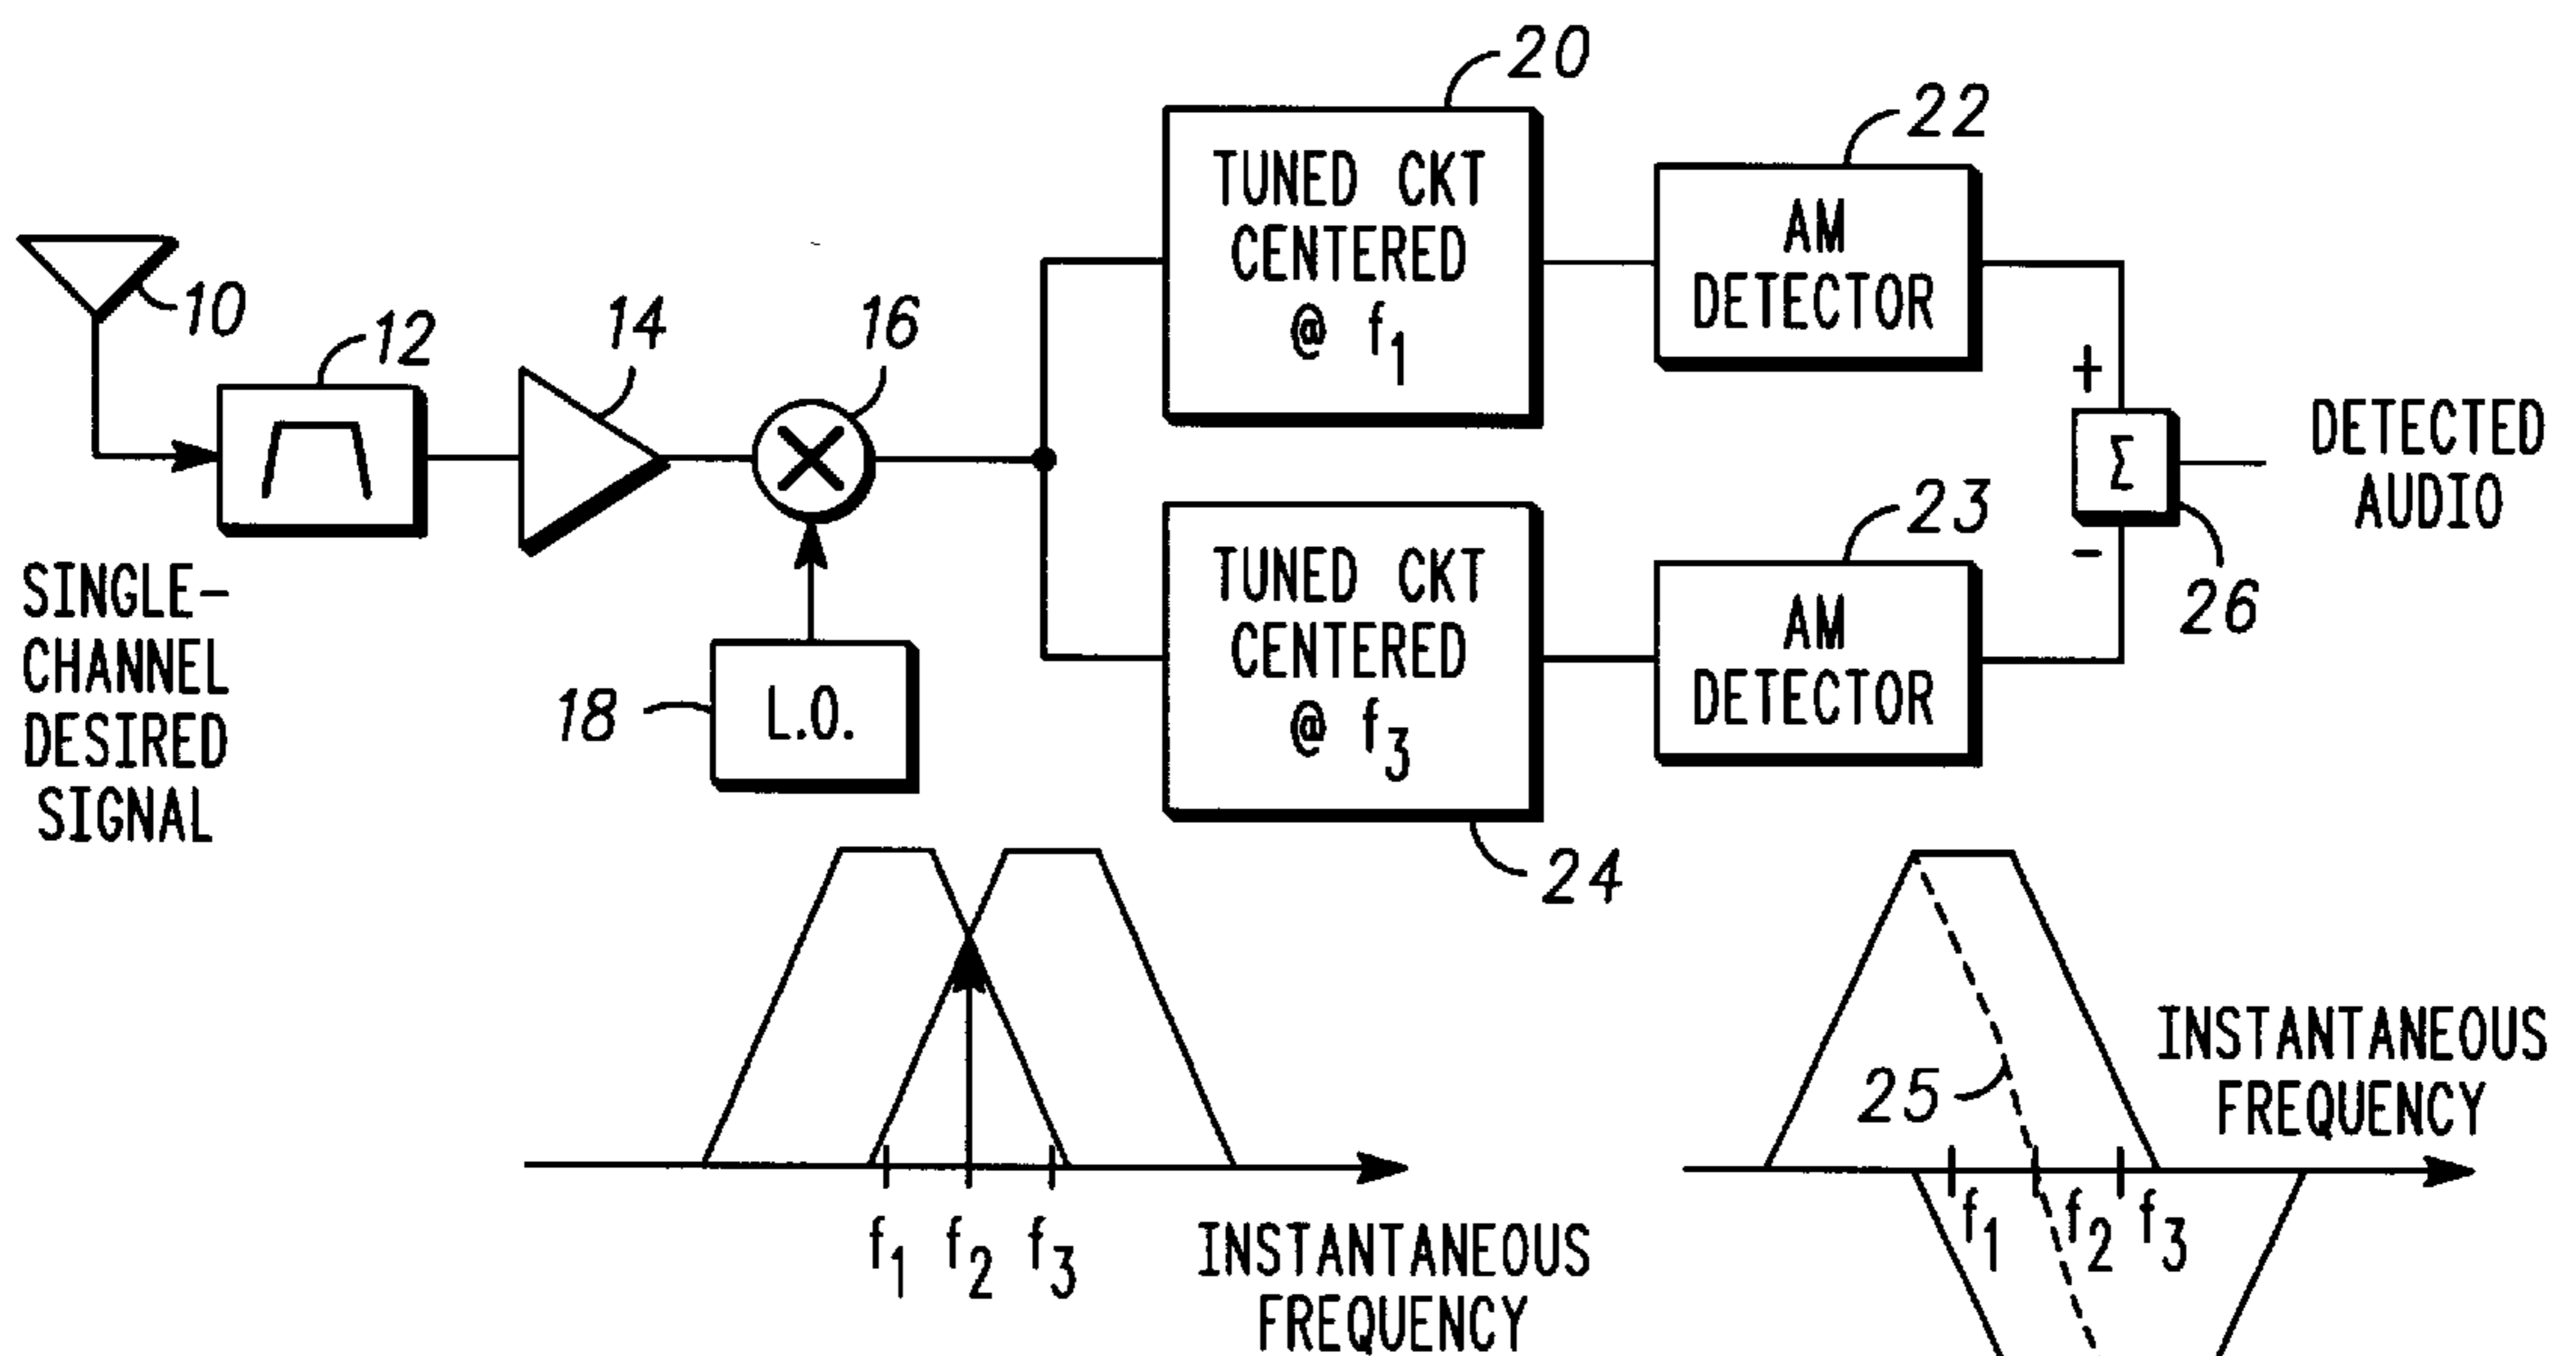 20
TUNED CKT
CENTERED
@ f1
22
AM
DETECTOR
10
12
14
16
+
Σ
-
26
DETECTED
AUDIO
SINGLE-
CHANNEL
DESIRED
SIGNAL
18
L.O.
TUNED CKT
CENTERED
@ f3
24
23
AM
DETECTOR
f1 f2 f3
INSTANTANEOUS
FREQUENCY
25
INSTANTANEOUS
FREQUENCY
f1 f2 f3